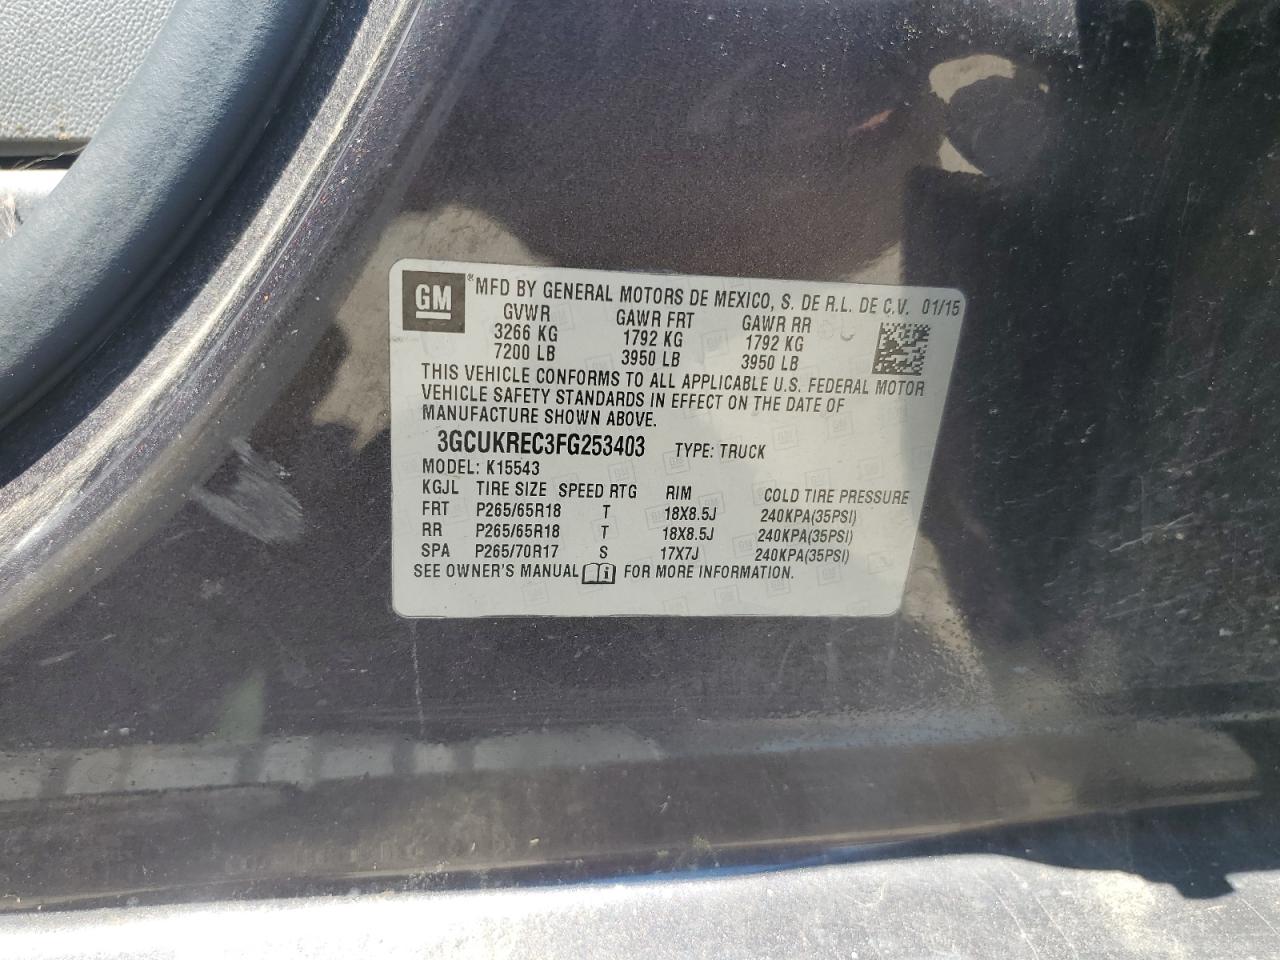 GM ® MFD BY GENERAL MOTORS DE MEXICO, S. DE R.L. DE C.V. 01/15
GVWR GAWR FRT GAWR RR
3266 KG 1792 KG 1792 KG
7200 LB 3950 LB 3950 LB
THIS VEHICLE CONFORMS TO ALL APPLICABLE U.S. FEDERAL MOTOR
VEHICLE SAFETY STANDARDS IN EFFECT ON THE DATE OF
MANUFACTURE SHOWN ABOVE.
3GCUKREC3FG253403 TYPE: TRUCK
MODEL: K15543
KGJL TIRE SIZE SPEED RTG RIM COLD TIRE PRESSURE
FRT P265/65R18 T 18X8.5J 240KPA(35PSI)
RR P265/65R18 T 18X8.5J 240KPA(35PSI)
SPA P265/70R17 S 17X7J 240KPA(35PSI)
SEE OWNER'S MANUAL FOR MORE INFORMATION.